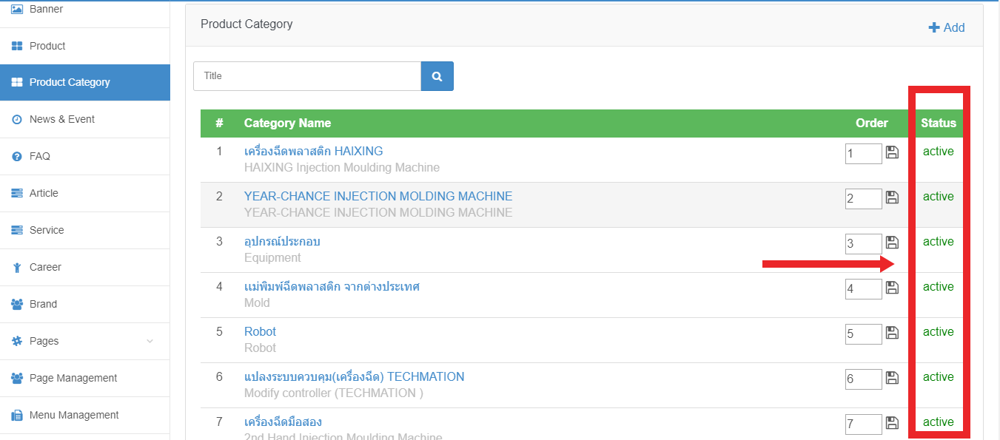 Banner
Product
Product Category
News & Event
FAQ
Article
Service
Career
Brand
Pages
Page Management
Menu Management
Product Category
Add
Title
# Category Name Order Status
1 เครื่องฉีดพลาสติก HAIXING 1 active
HAIXING Injection Moulding Machine
2 YEAR-CHANCE INJECTION MOLDING MACHINE 2 active
YEAR-CHANCE INJECTION MOLDING MACHINE
3 อุปกรณ์ประกอบ 3 active
Equipment
4 แม่พิมพ์ฉีดพลาสติก จากต่างประเทศ 4 active
Mold
5 Robot 5 active
Robot
6 แปลงระบบควบคุม(เครื่องฉีด) TECHMATION 6 active
Modify controller (TECHMATION )
7 เครื่องฉีดมือสอง 7 active
2nd Hand Injection Moulding Machine